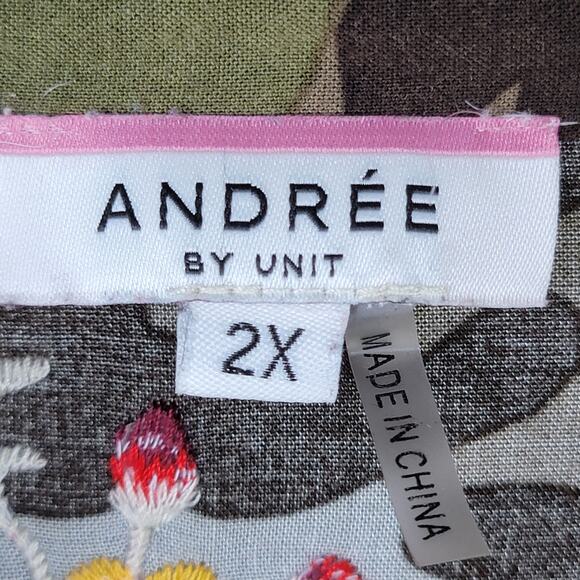 ANDRÉE
BY UNIT
2X
MADE IN CHINA